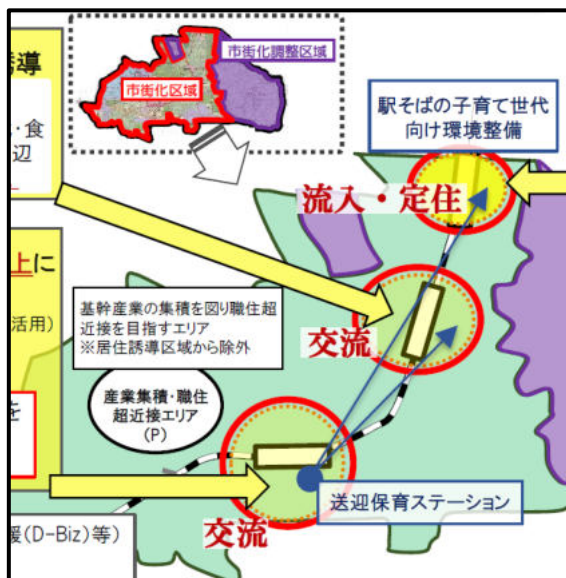 市街化調整区域
市街化区域
誘導
・食
辺
駅そばの子育て世代
向け環境整備
流入・定住
上に
活用）
基幹産業の集積を図り職住超
近接を目指すエリア
※居住誘導区域から除外
交流
産業集積・職住
超近接エリア
（P）
を
送迎保育ステーション
交流
援(D-Biz)等）